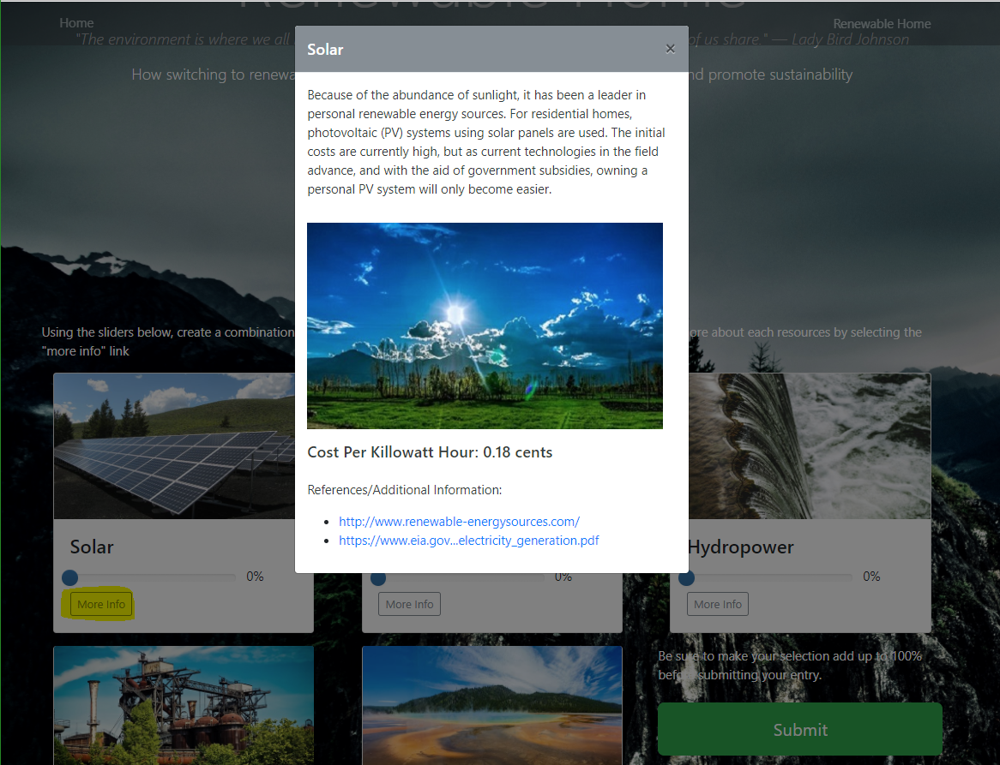 Renewable Home
Home
Renewable Home
"The environment is where we all
of us share." — Lady Bird Johnson
How switching to renewa
nd promote sustainability
Solar
×
Because of the abundance of sunlight, it has been a leader in
personal renewable energy sources. For residential homes,
photovoltaic (PV) systems using solar panels are used. The initial
costs are currently high, but as current technologies in the field
advance, and with the aid of government subsidies, owning a
personal PV system will only become easier.
Cost Per Killowatt Hour: 0.18 cents
References/Additional Information:
http://www.renewable-energysources.com/
https://www.eia.gov...electricity_generation.pdf
Using the sliders below, create a combination
ore about each resources by selecting the
"more info" link
Solar
0%
More Info
0%
More Info
Hydropower
0%
More Info
Be sure to make your selection add up to 100%
before submitting your entry.
Submit